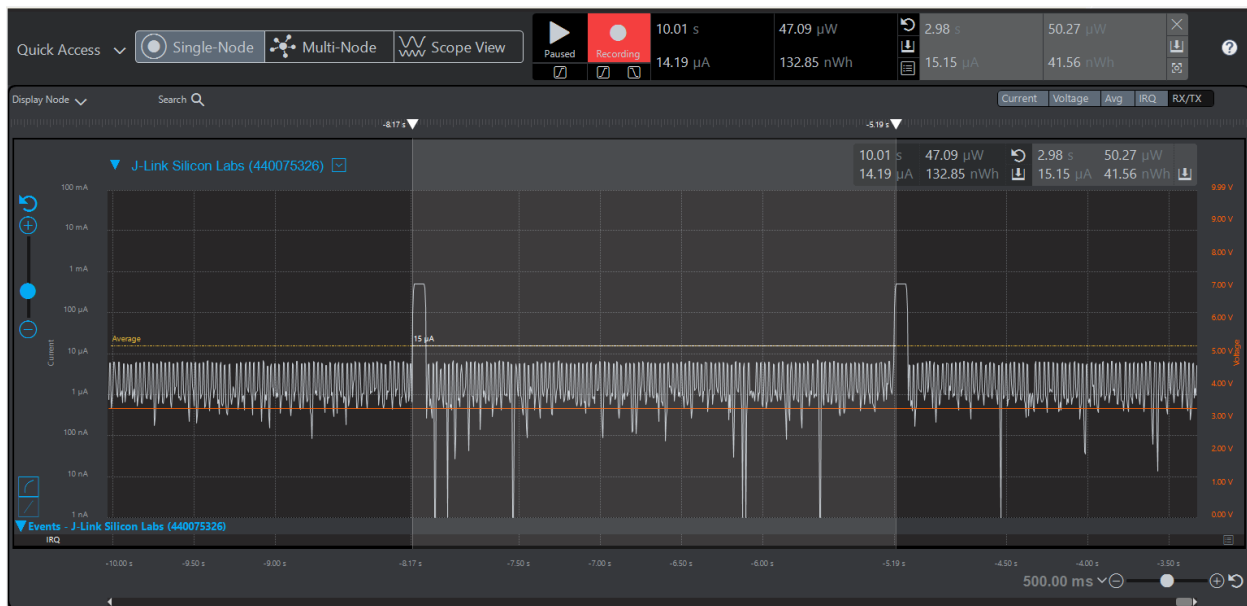 Quick Access
Single-Node
Multi-Node
Scope View
Paused
Recording
10.01 s
47.09 µW
14.19 µA
132.85 nWh
2.98 s
50.27 µW
15.15 µA
41.56 nWh
?
Display Node
Search
Current Voltage Avg IRQ RX/TX
-8.17 s
-5.19 s
J-Link Silicon Labs (440075326)
10.01 s 47.09 µW 2.98 s 50.27 µW
14.19 µA 132.85 nWh 15.15 µA 41.56 nWh
100 mA
10 mA
1 mA
100 µA
10 µA
1 µA
100 nA
10 nA
1 nA
Current
Average
15 µA
9.99 V
9.00 V
8.00 V
7.00 V
6.00 V
5.00 V
4.00 V
3.00 V
2.00 V
1.00 V
0.00 V
Voltage
Events - J-Link Silicon Labs (440075326)
IRQ
-10.00 s -9.50 s -9.00 s -8.17 s -7.50 s -7.00 s -6.50 s -6.00 s -5.19 s -4.50 s -4.00 s -3.50 s
500.00 ms